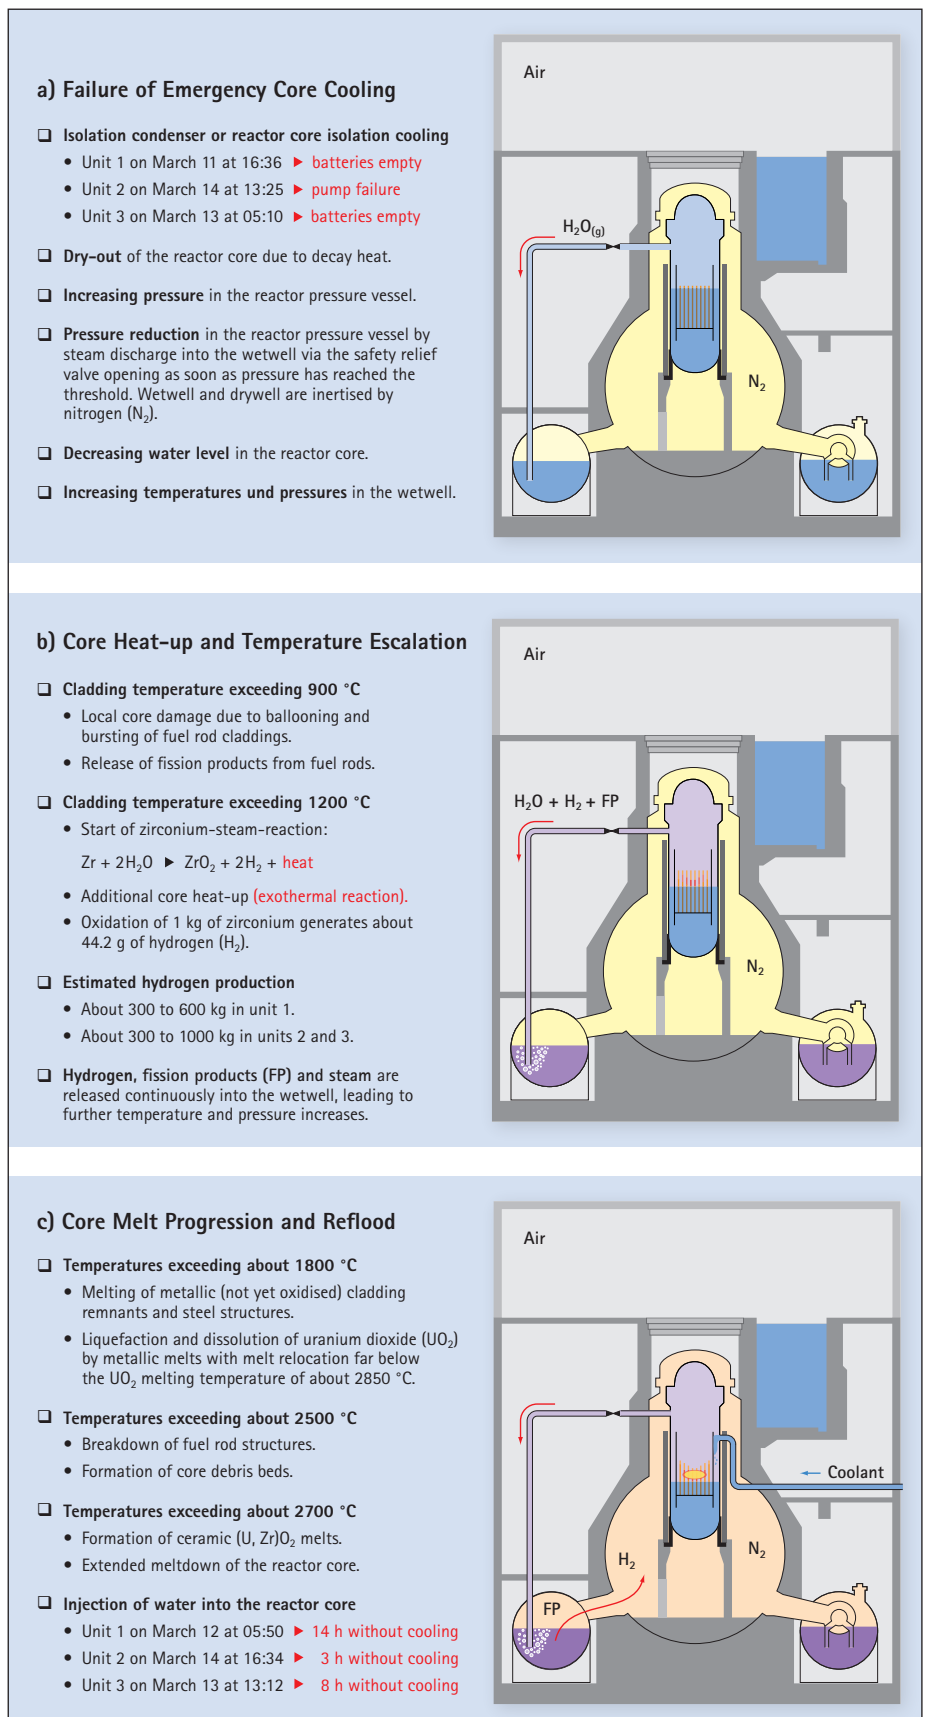 a) Failure of Emergency Core Cooling
❑ Isolation condenser or reactor core isolation cooling
• Unit 1 on March 11 at 16:36 ► batteries empty
• Unit 2 on March 14 at 13:25 ► pump failure
• Unit 3 on March 13 at 05:10 ► batteries empty
❑ Dry-out of the reactor core due to decay heat.
❑ Increasing pressure in the reactor pressure vessel.
❑ Pressure reduction in the reactor pressure vessel by
steam discharge into the wetwell via the safety relief
valve opening as soon as pressure has reached the
threshold. Wetwell and drywell are inertised by
nitrogen (N₂).
❑ Decreasing water level in the reactor core.
❑ Increasing temperatures und pressures in the wetwell.
Air
H₂O(g)
N₂
b) Core Heat-up and Temperature Escalation
❑ Cladding temperature exceeding 900 °C
• Local core damage due to ballooning and
bursting of fuel rod claddings.
• Release of fission products from fuel rods.
❑ Cladding temperature exceeding 1200 °C
• Start of zirconium-steam-reaction:
Zr + 2H₂O ► ZrO₂ + 2H₂ + heat
• Additional core heat-up (exothermal reaction).
• Oxidation of 1 kg of zirconium generates about
44.2 g of hydrogen (H₂).
❑ Estimated hydrogen production
• About 300 to 600 kg in unit 1.
• About 300 to 1000 kg in units 2 and 3.
❑ Hydrogen, fission products (FP) and steam are
released continuously into the wetwell, leading to
further temperature and pressure increases.
Air
H₂O + H₂ + FP
N₂
c) Core Melt Progression and Reflood
❑ Temperatures exceeding about 1800 °C
• Melting of metallic (not yet oxidised) cladding
remnants and steel structures.
• Liquefaction and dissolution of uranium dioxide (UO₂)
by metallic melts with melt relocation far below
the UO₂ melting temperature of about 2850 °C.
❑ Temperatures exceeding about 2500 °C
• Breakdown of fuel rod structures.
• Formation of core debris beds.
❑ Temperatures exceeding about 2700 °C
• Formation of ceramic (U, Zr)O₂ melts.
• Extended meltdown of the reactor core.
❑ Injection of water into the reactor core
• Unit 1 on March 12 at 05:50 ► 14 h without cooling
• Unit 2 on March 14 at 16:34 ► 3 h without cooling
• Unit 3 on March 13 at 13:12 ► 8 h without cooling
Air
Coolant
N₂
H₂
FP